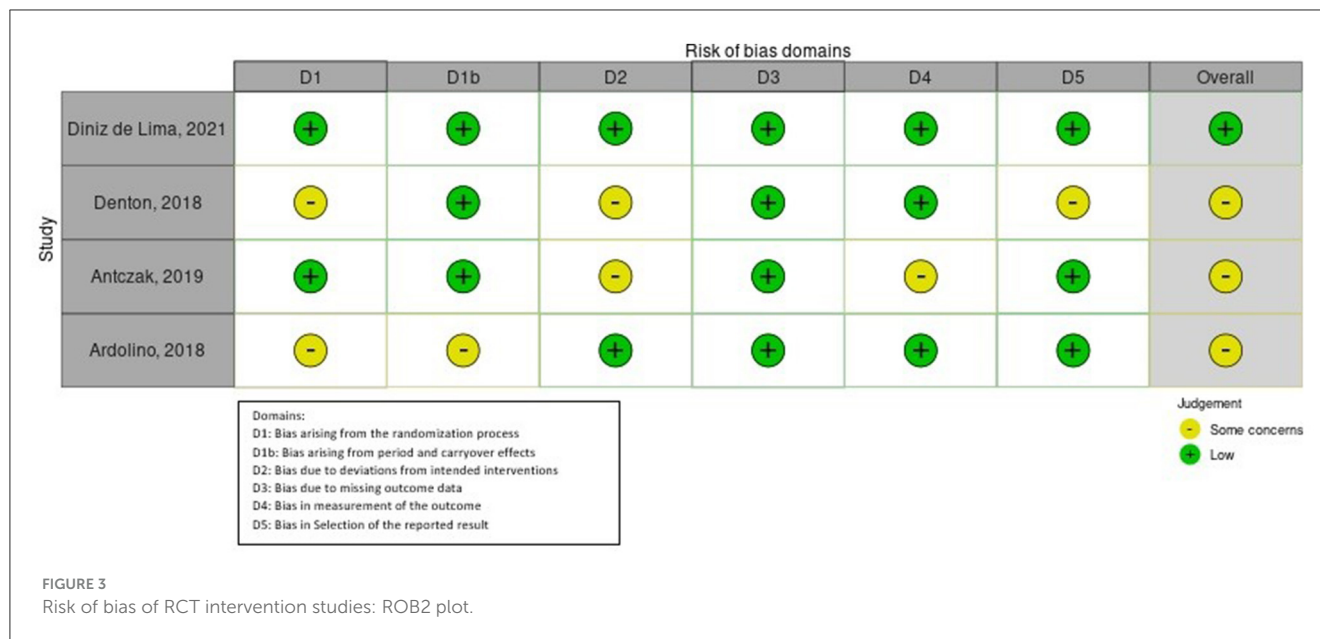 Risk of bias domains
D1 D1b D2 D3 D4 D5 Overall
Study
Diniz de Lima, 2021 + + + + + + +
Denton, 2018 - + - + + - -
Antczak, 2019 + + - + - + -
Ardolino, 2018 - - + + + + -
Domains:
D1: Bias arising from the randomization process
D1b: Bias arising from period and carryover effects
D2: Bias due to deviations from intended interventions
D3: Bias due to missing outcome data
D4: Bias in measurement of the outcome
D5: Bias in Selection of the reported result
Judgement
- Some concerns
+ Low
FIGURE 3
Risk of bias of RCT intervention studies: ROB2 plot.